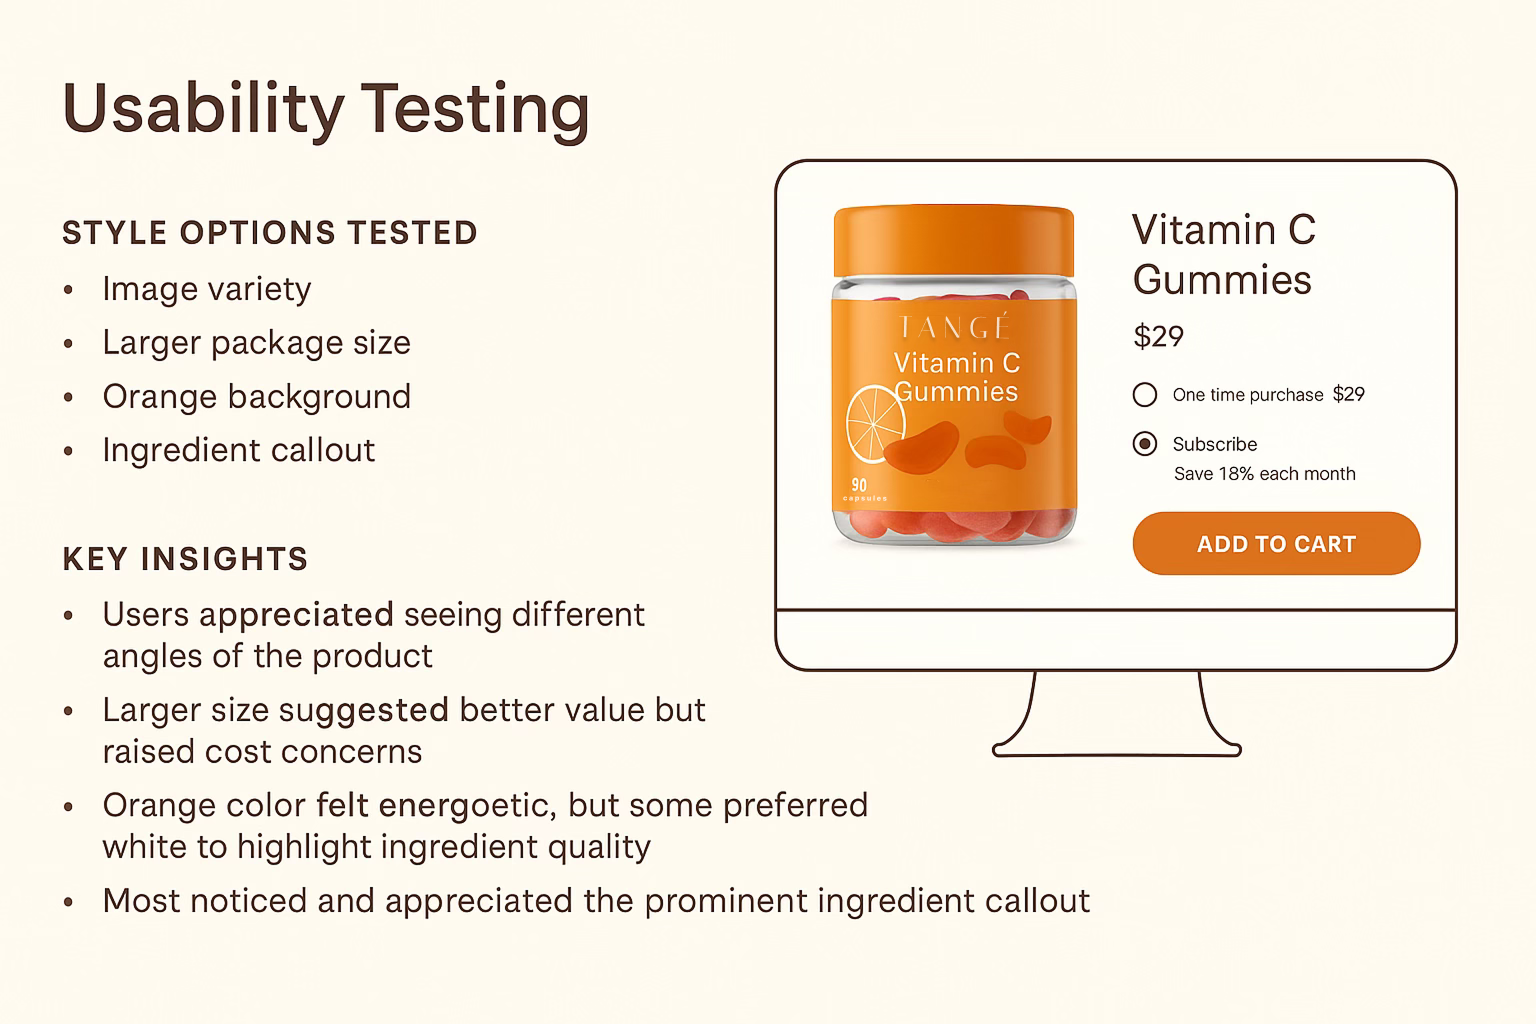 Usability Testing
STYLE OPTIONS TESTED
• Image variety
• Larger package size
• Orange background
• Ingredient callout
KEY INSIGHTS
• Users appreciated seeing different
angles of the product
• Larger size suggested better value but
raised cost concerns
• Orange color felt energoetic, but some preferred
white to highlight ingredient quality
• Most noticed and appreciated the prominent ingredient callout
TANGÉ
Vitamin C
Gummies
90
capsules
Vitamin C
Gummies
$29
One time purchase $29
Subscribe
Save 18% each month
ADD TO CART